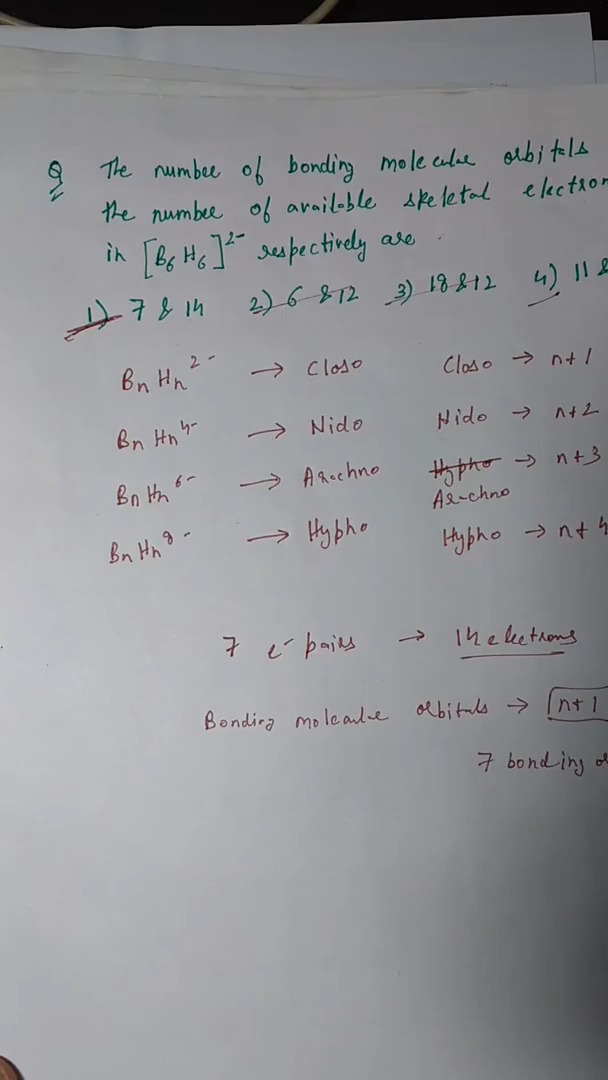 Q The number of bonding molecular orbitals
the number of available skeletal electron
in [B6H6]2- respectively are .
1) 7 & 14 2) 6 & 12 3) 18 & 12 4) 11 &
BnHn2- → Closo Closo → n+1
BnHn4- → Nido Nido → n+2
BnHn6- → Arachno Hypho → n+3
Arachno
BnHn8- → Hypho Hypho → n+4
7 e- pairs → 14 electrons
Bonding molecular orbitals → n+1
7 bonding